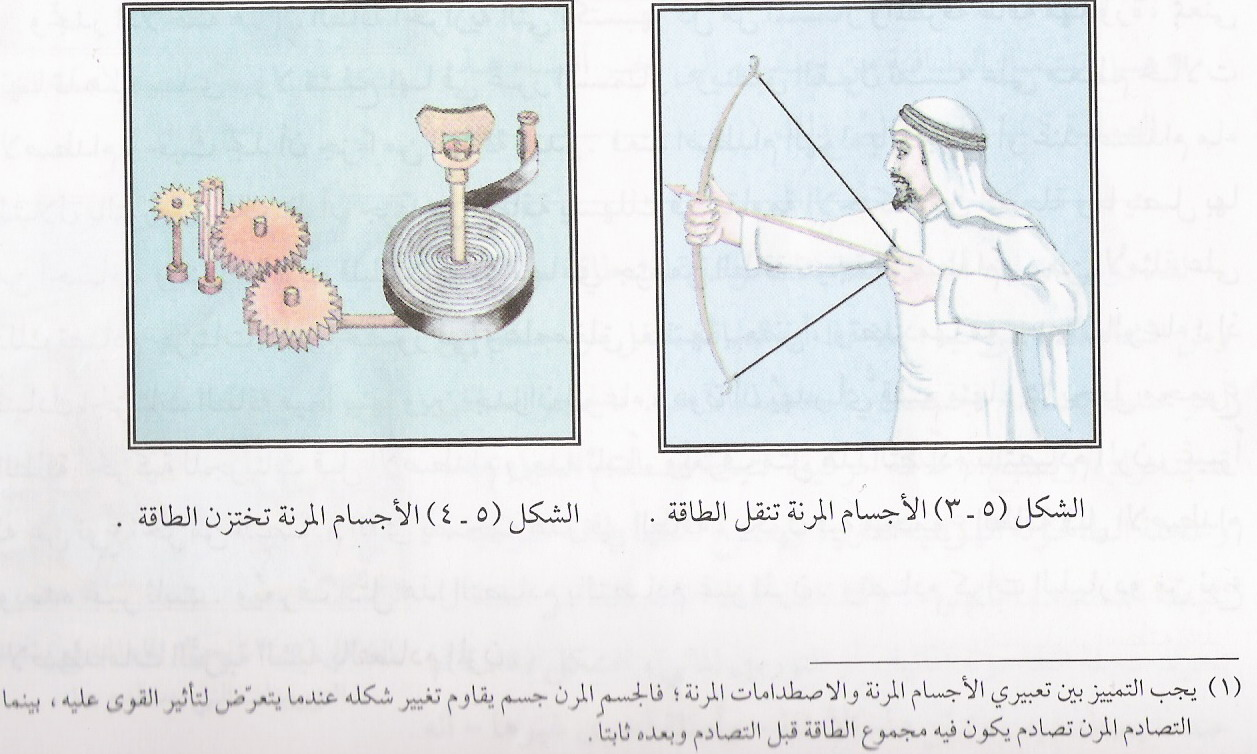 الشكل (٥ ـ ٣) الأجسام المرنة تنقل الطاقة .
الشكل (٥ ـ ٤) الأجسام المرنة تختزن الطاقة .
(١) يجب التمييز بين تعبيري الأجسام المرنة والاصطدامات المرنة ؛ فالجسم المرن جسم يقاوم تغيير شكله عندما يتعرّض لتأثير القوى عليه ، بينما
التصادم المرن تصادم يكون فيه مجموع الطاقة قبل التصادم وبعده ثابتاً .